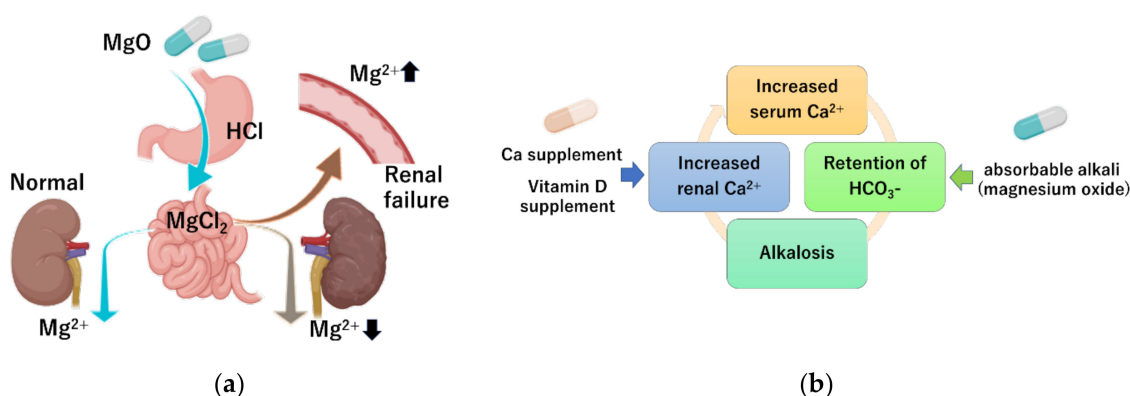 MgO
HCl
Mg²⁺
Renal
failure
Normal
MgCl₂
Mg²⁺
Mg²⁺
(a)
Increased
serum Ca²⁺
Ca supplement
Vitamin D
supplement
Increased
renal Ca²⁺
Retention of
HCO₃-
absorbable alkali
(magnesium oxide)
Alkalosis
(b)